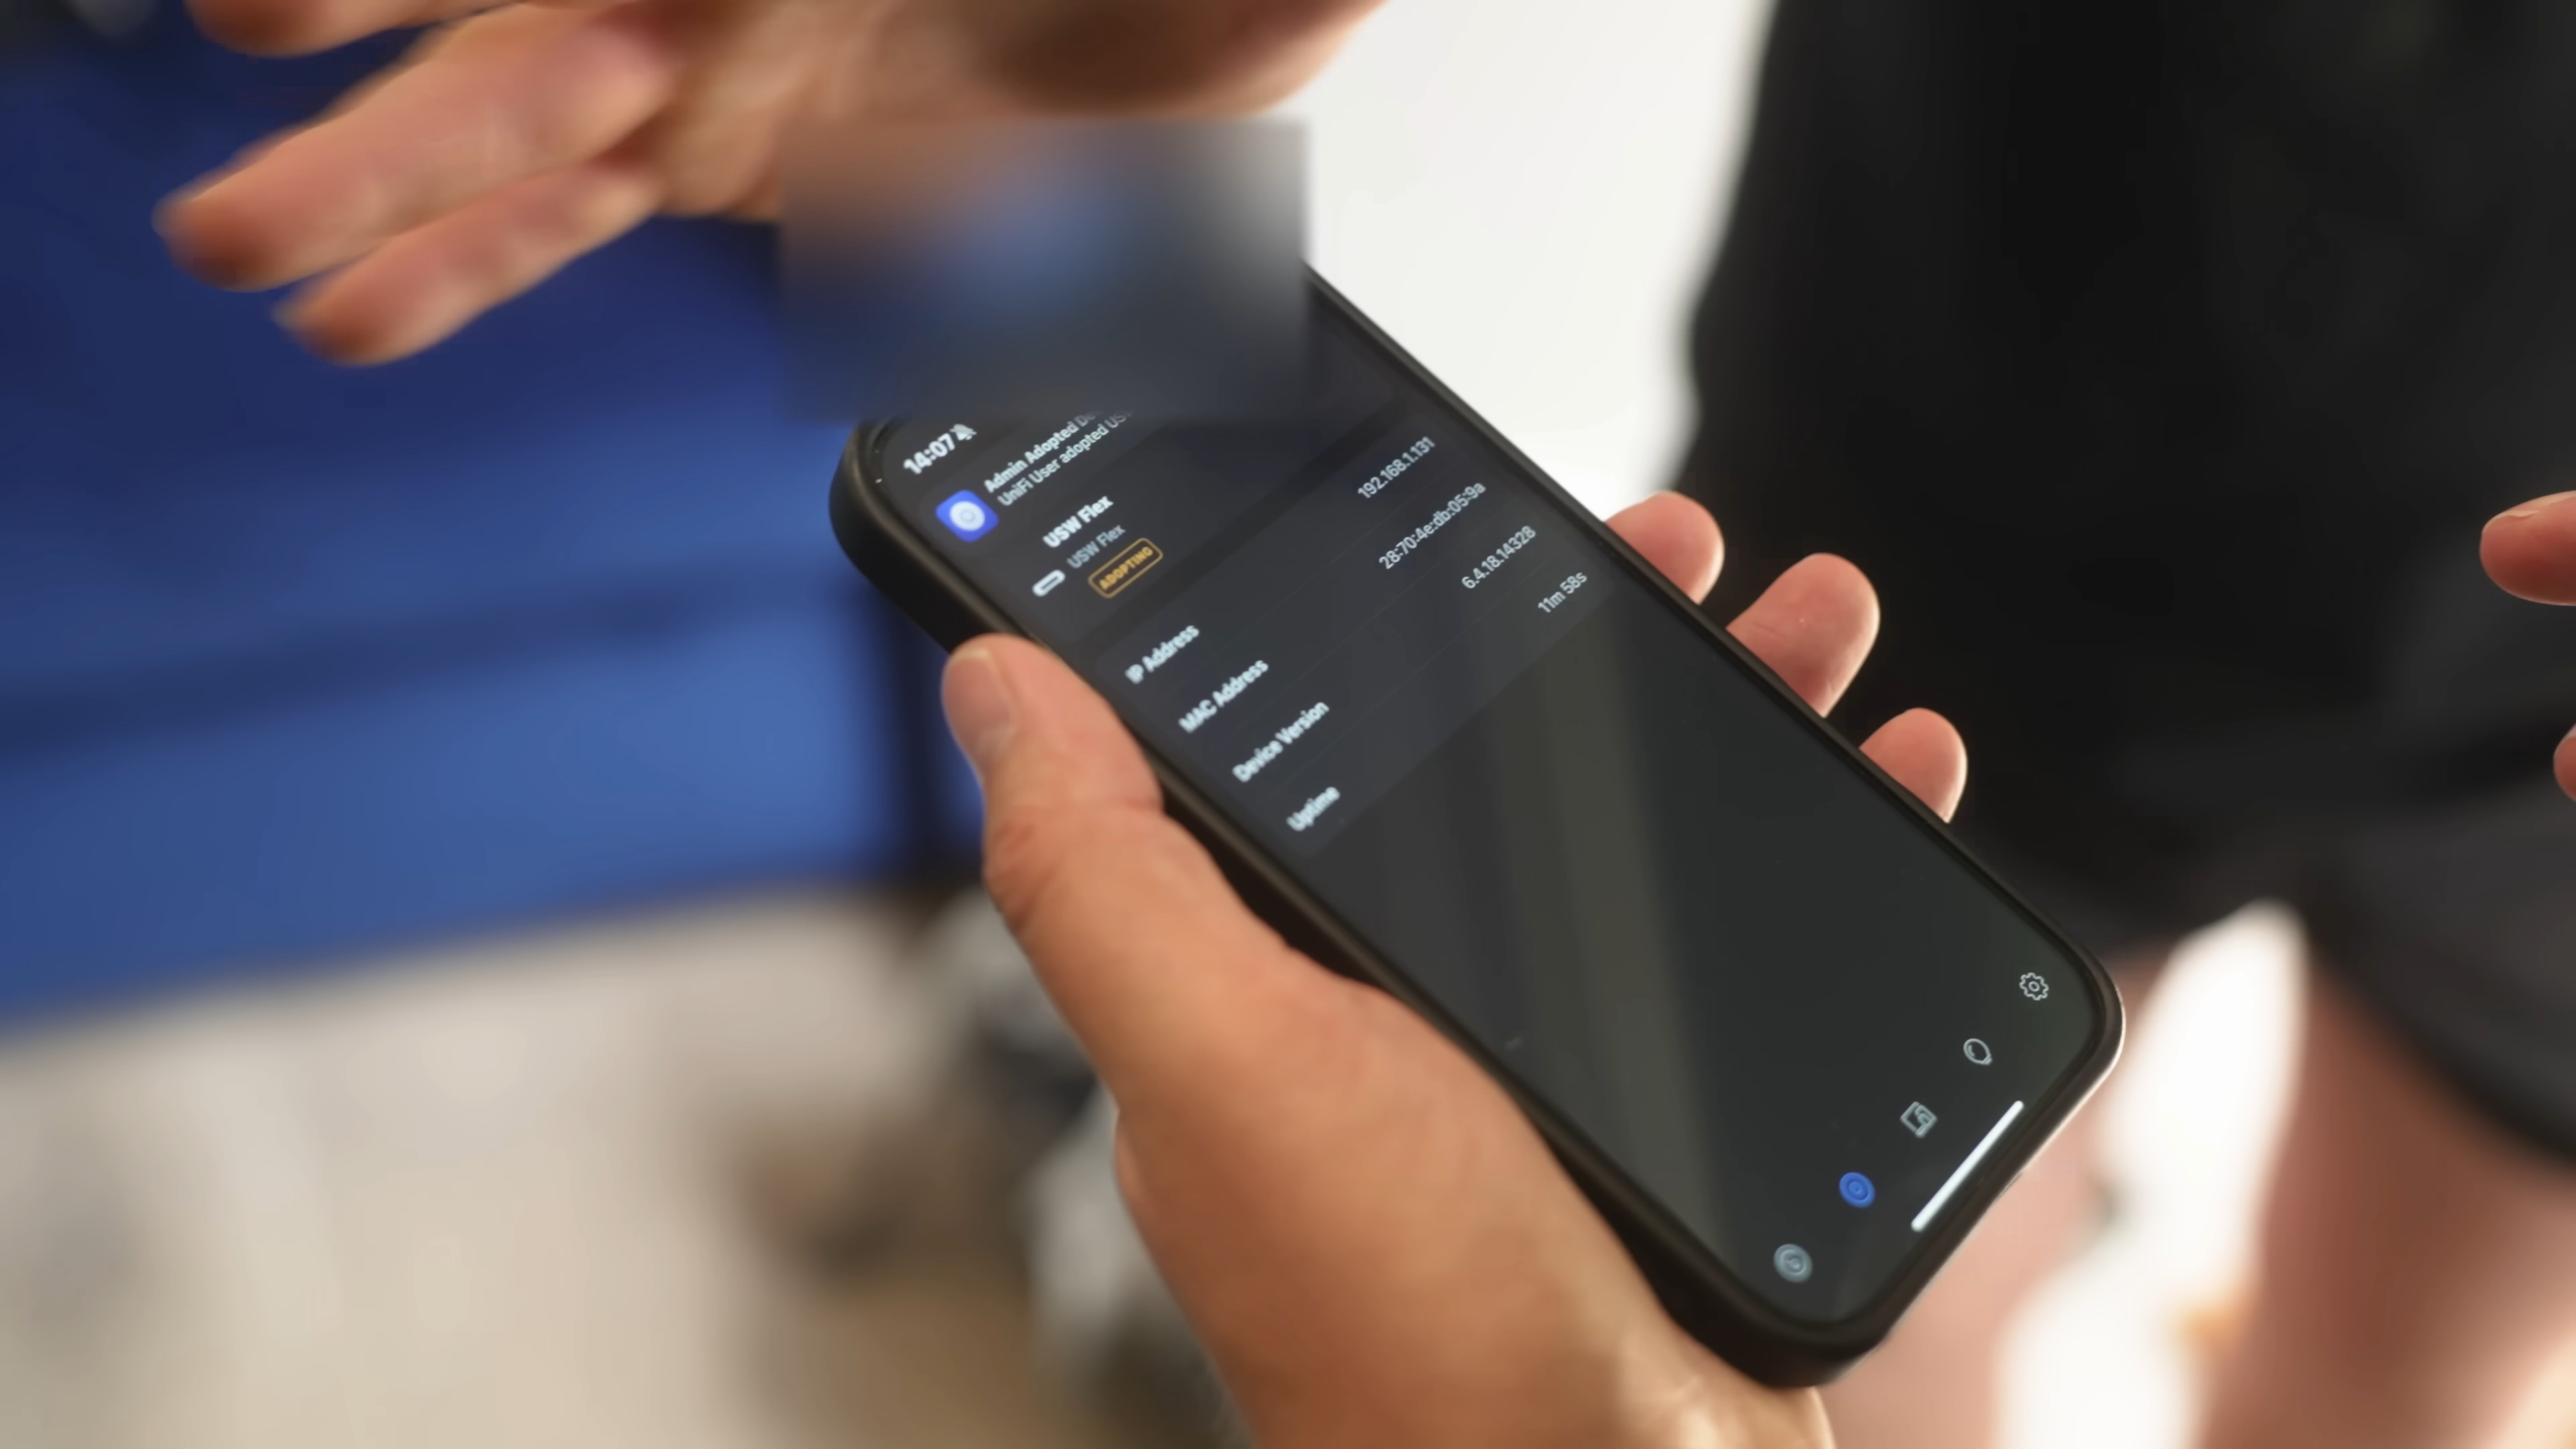 14:07
Admin Adopted
UniFi User adopted
USW Flex
USW Flex
ADOPTING
IP Address 192.168.1.131
MAC Address 28:70:4e:db:05:9a
Device Version 6.4.18.14328
Uptime 11m 58s